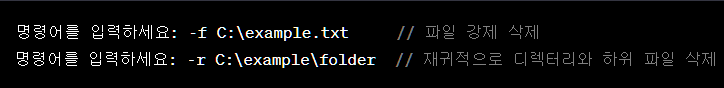 명령어를 입력하세요: -f C:\example.txt     // 파일 강제 삭제
명령어를 입력하세요: -r C:\example\folder  // 재귀적으로 디렉터리와 하위 파일 삭제